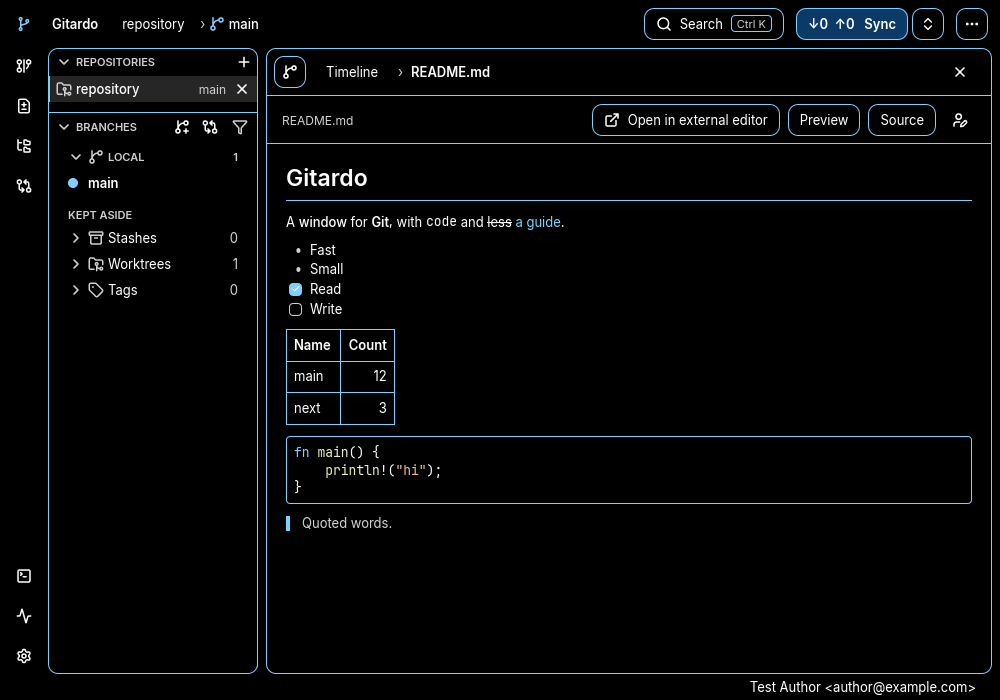 Gitardo repository › main Search Ctrl K ↓0 ↑0 Sync
REPOSITORIES
repository main
BRANCHES
LOCAL 1
main
KEPT ASIDE
Stashes 0
Worktrees 1
Tags 0
Timeline › README.md
README.md Open in external editor Preview Source
Gitardo
A window for Git, with code and less a guide.
• Fast
• Small
Read
Write
Name Count
main 12
next 3
fn main() {
    println!("hi");
}
Quoted words.
Test Author <author@example.com>